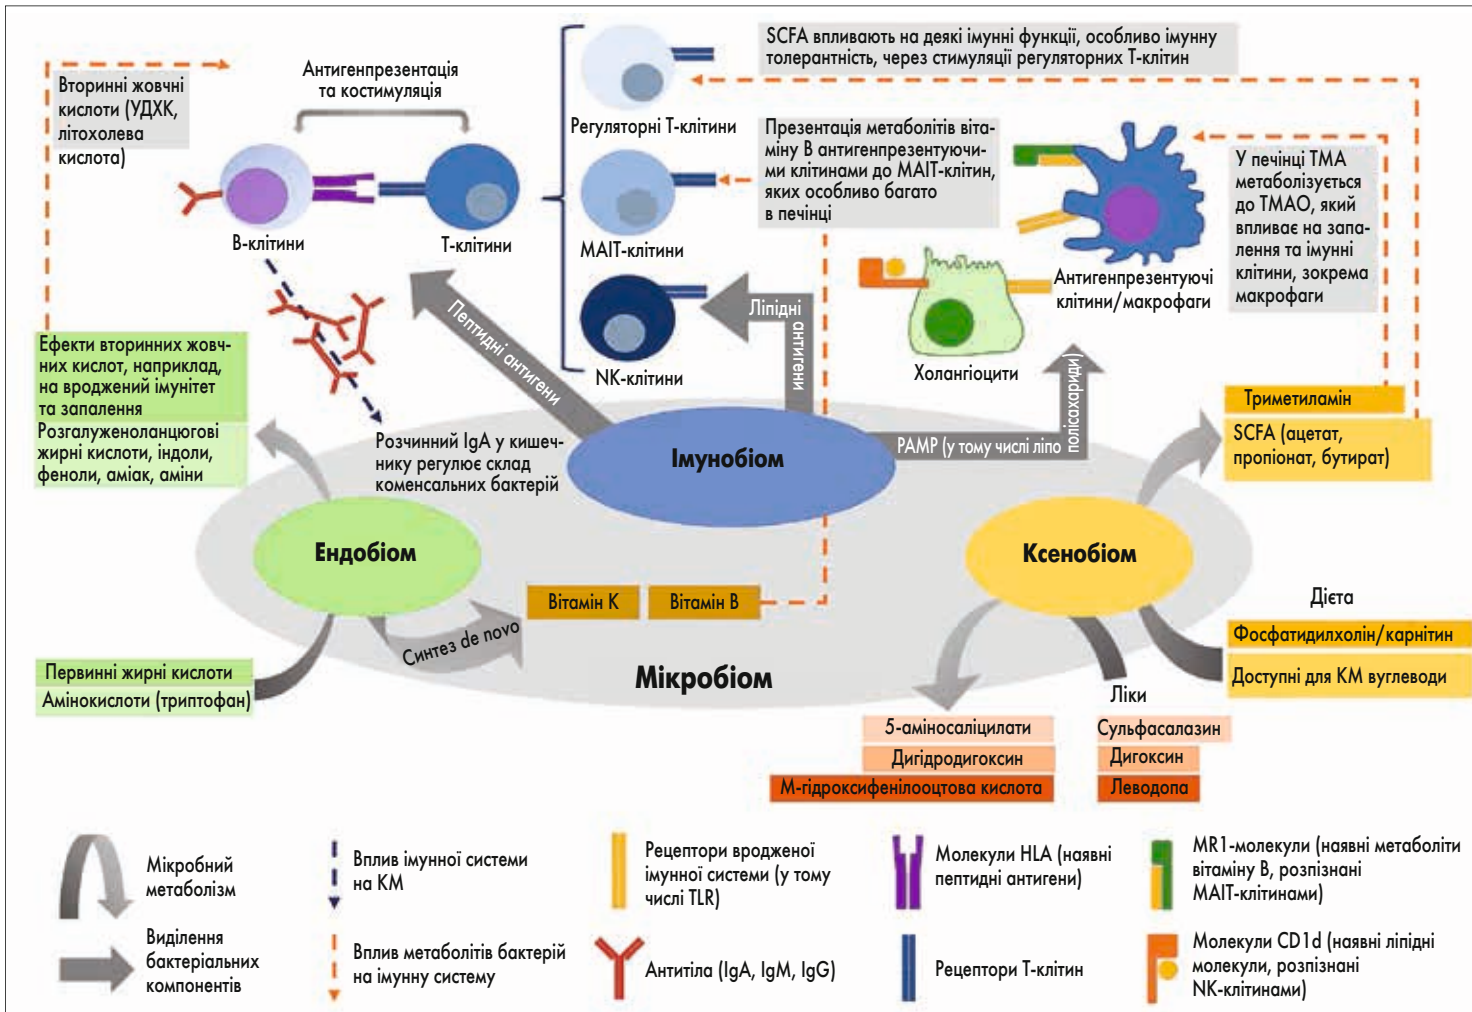 SCFA впливають на деякі імунні функції, особливо імунну
толерантність, через стимуляції регуляторних Т-клітин
Вторинні жовчні
кислоти (УДХК,
літохолева
кислота)
Антигенпрезентація
та костимуляція
В-клітини
Т-клітини
Регуляторні Т-клітини
МАІТ-клітини
NK-клітини
Презентація метаболітів віта-
міну В антигенпрезентуючи-
ми клітинами до МАІТ-клітин,
яких особливо багато
в печінці
У печінці ТМА
метаболізується
до ТМАО, який
впливає на запа-
лення та імунні
клітини, зокрема
макрофаги
Антигенпрезентуючі
клітини/макрофаги
Холангіоцити
Пептидні антигени
Ліпідні
антигени
PAMP (у тому числі ліпо
полісахариди)
Ефекти вторинних жовч-
них кислот, наприклад,
на вроджений імунітет
та запалення
Розгалуженоланцюгові
жирні кислоти, індоли,
феноли, аміак, аміни
Розчинний IgA у кишеч-
нику регулює склад
коменсальних бактерій
Триметиламін
SCFA (ацетат,
пропіонат, бутират)
Імунобіом
Ендобіом
Ксенобіом
Вітамін К
Вітамін В
Синтез de novo
Мікробіом
Первинні жирні кислоти
Амінокислоти (триптофан)
Дієта
Фосфатидилхолін/карнітин
Доступні для КМ вуглеводи
Ліки
5-аміносаліцилати
Сульфасалазин
Дигідродигоксин
Дигоксин
М-гідроксифенілооцтова кислота
Леводопа
Мікробний
метаболізм
Виділення
бактеріальних
компонентів
Вплив імунної системи
на КМ
Вплив метаболітів бактерій
на імунну систему
Рецептори вродженої
імунної системи (у тому
числі TLR)
Антитіла (IgA, IgM, IgG)
Молекули HLA (наявні
пептидні антигени)
Рецептори Т-клітин
MR1-молекули (наявні метаболіти
вітаміну В, розпізнані
МАІТ-клітинами)
Молекули CD1d (наявні ліпідні
молекули, розпізнані
NK-клітинами)